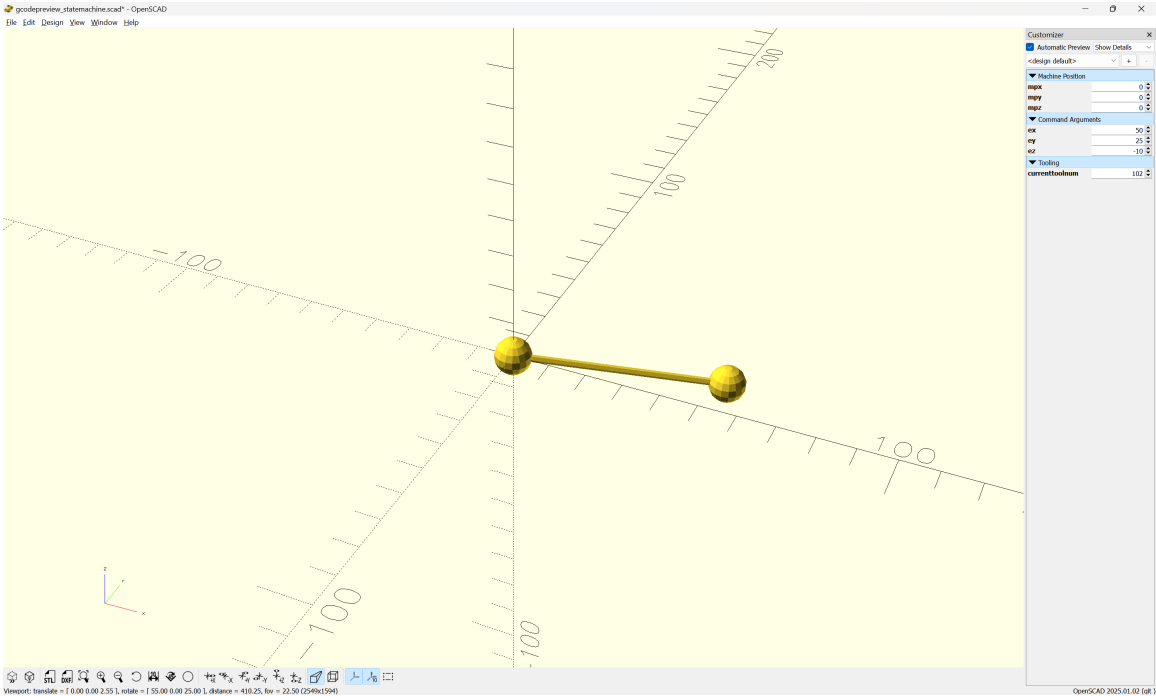 gcodepreview_statemachine.scad* - OpenSCAD
File Edit Design View Window Help
Customizer
Automatic Preview Show Details
<design default> + -
Machine Position
mpx 0
mpy 0
mpz 0
Command Arguments
ex 50
ey 25
ez -10
Tooling
currenttoolnum 102
200
100
-100
100
-100
-100
z
y
x
STL DXF
Viewport: translate = [ 0.00 0.00 2.55 ], rotate = [ 55.00 0.00 25.00 ], distance = 410.25, fov = 22.50 (2549x1594)
OpenSCAD 2025.01.02 (git